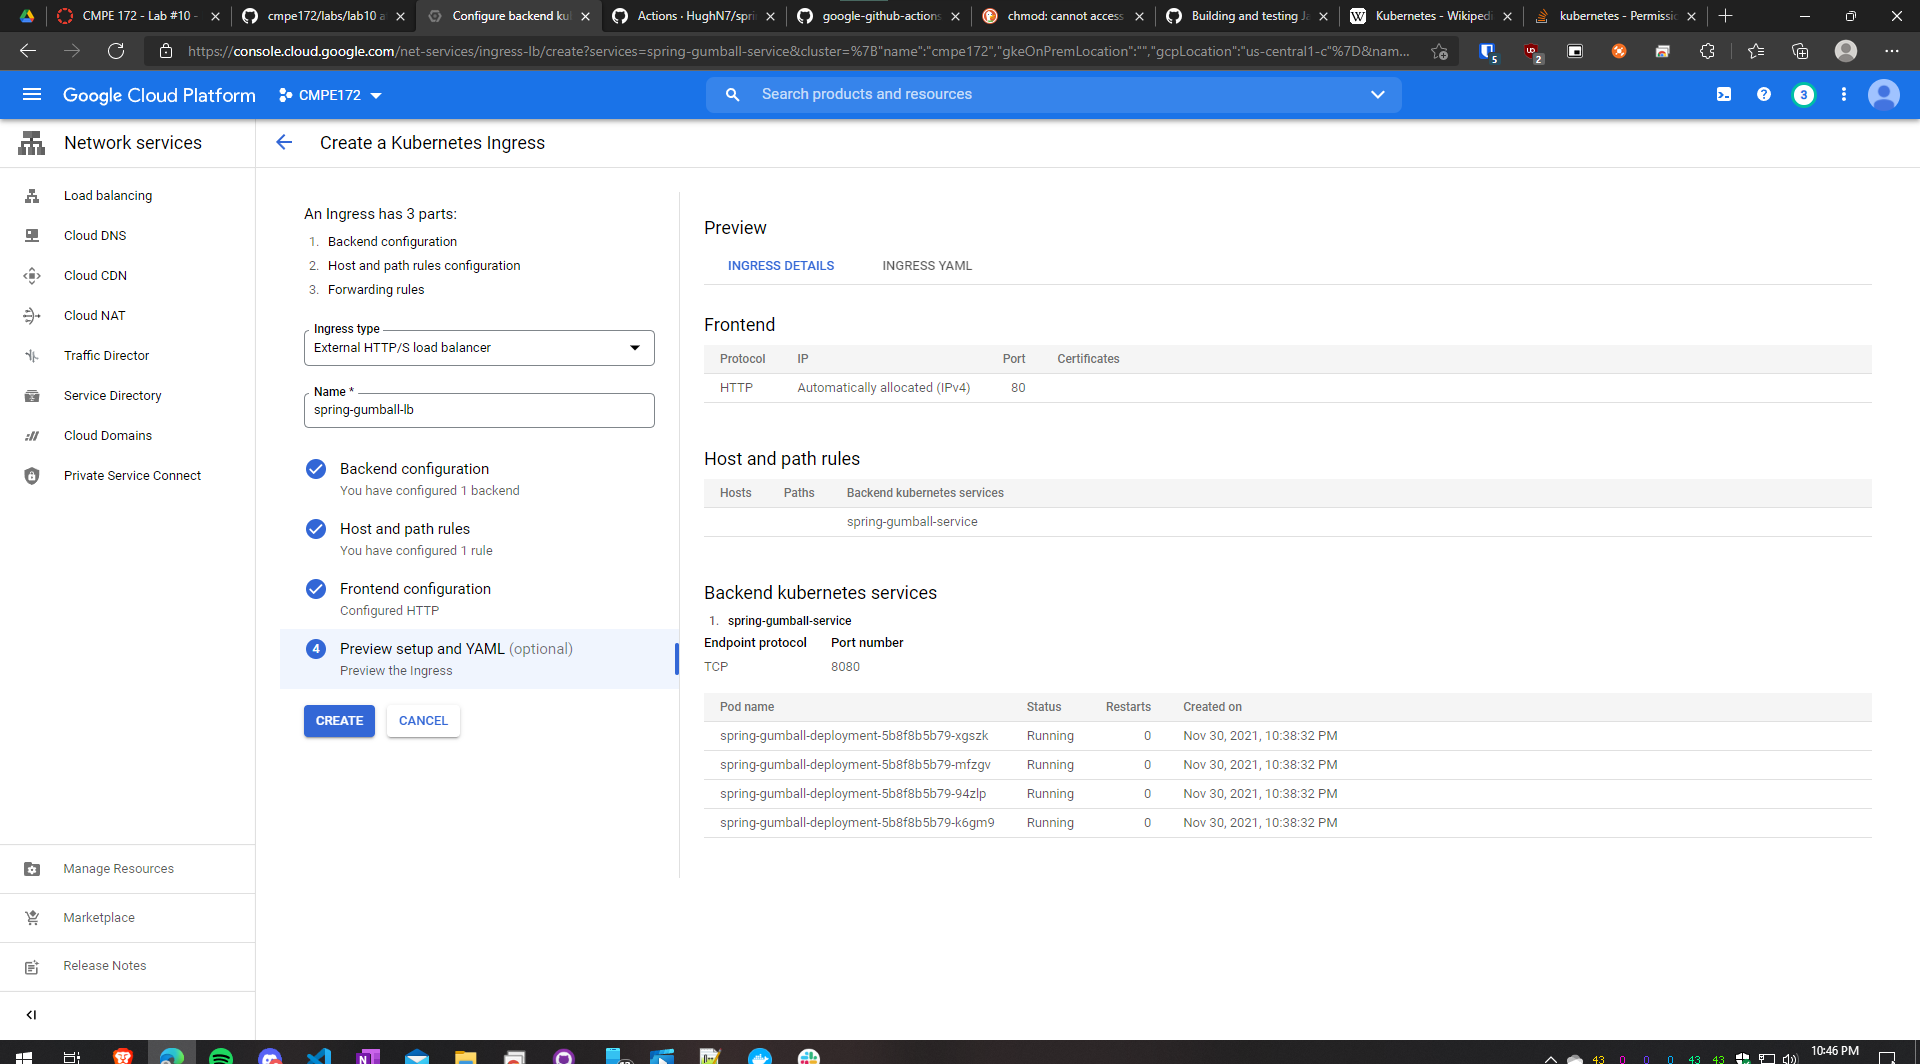 CMPE 172 - Lab #10 -
cmpe172/labs/lab10 a
Configure backend ku
Actions · HughN7/spri
google-github-actions
chmod: cannot access
Building and testing Ja
Kubernetes - Wikipedi
kubernetes - Permissio
https://console.cloud.google.com/net-services/ingress-lb/create?services=spring-gumball-service&cluster=%7B"name":"cmpe172","gkeOnPremLocation":"","gcpLocation":"us-central1-c"%7D&nam...
5
2
Google Cloud Platform
CMPE172
Search products and resources
3
Network services
Create a Kubernetes Ingress
Load balancing
Cloud DNS
Cloud CDN
Cloud NAT
Traffic Director
Service Directory
Cloud Domains
Private Service Connect
Manage Resources
Marketplace
Release Notes
An Ingress has 3 parts:
1. Backend configuration
2. Host and path rules configuration
3. Forwarding rules
Ingress type
External HTTP/S load balancer
Name *
spring-gumball-lb
Backend configuration
You have configured 1 backend
Host and path rules
You have configured 1 rule
Frontend configuration
Configured HTTP
4
Preview setup and YAML (optional)
Preview the Ingress
CREATE
CANCEL
Preview
INGRESS DETAILS
INGRESS YAML
Frontend
Protocol IP Port Certificates
HTTP Automatically allocated (IPv4) 80
Host and path rules
Hosts Paths Backend kubernetes services
spring-gumball-service
Backend kubernetes services
1. spring-gumball-service
Endpoint protocol Port number
TCP 8080
Pod name Status Restarts Created on
spring-gumball-deployment-5b8f8b5b79-xgszk Running 0 Nov 30, 2021, 10:38:32 PM
spring-gumball-deployment-5b8f8b5b79-mfzgv Running 0 Nov 30, 2021, 10:38:32 PM
spring-gumball-deployment-5b8f8b5b79-94zlp Running 0 Nov 30, 2021, 10:38:32 PM
spring-gumball-deployment-5b8f8b5b79-k6gm9 Running 0 Nov 30, 2021, 10:38:32 PM
43 0 0 0 43 43
10:46 PM